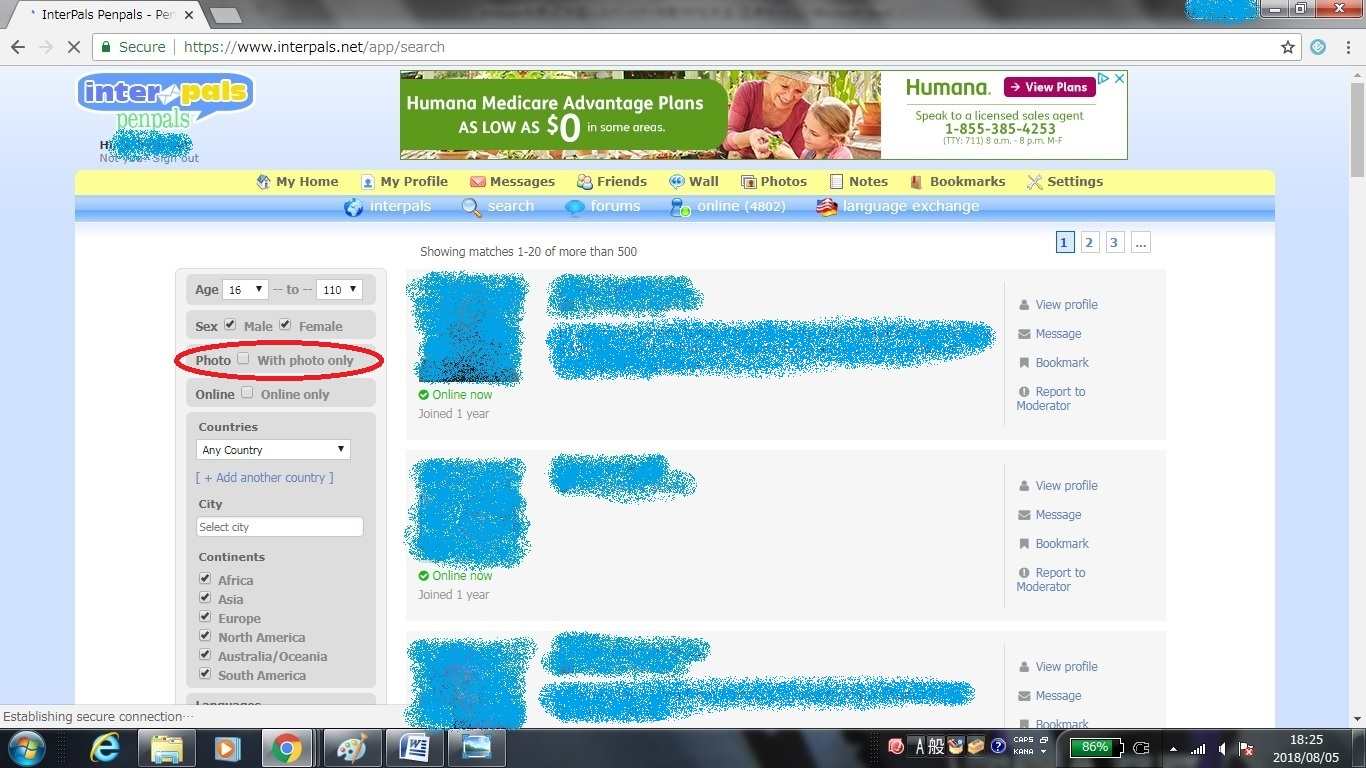 InterPals Penpals - Pen
Secure https://www.interpals.net/app/search
inter pals
penpals
Humana Medicare Advantage Plans
AS LOW AS $0 in some areas.
Humana.
→ View Plans
Speak to a licensed sales agent
1-855-385-4253
(TTY: 711) 8 a.m. - 8 p.m. M-F
Hi
Sign out
My Home My Profile Messages Friends Wall Photos Notes Bookmarks Settings
interpals search forums online (4802) language exchange
Showing matches 1-20 of more than 500
1 2 3 ...
Age 16 -- to -- 110
Sex Male Female
Photo With photo only
Online Online only
Countries
Any Country
[ + Add another country ]
City
Select city
Continents
Africa
Asia
Europe
North America
Australia/Oceania
South America
Languages
Online now
Joined 1 year
View profile
Message
Bookmark
Report to
Moderator
Online now
Joined 1 year
View profile
Message
Bookmark
Report to
Moderator
View profile
Message
Bookmark
Establishing secure connection…
A 般 CAPS
KANA
86%
18:25
2018/08/05